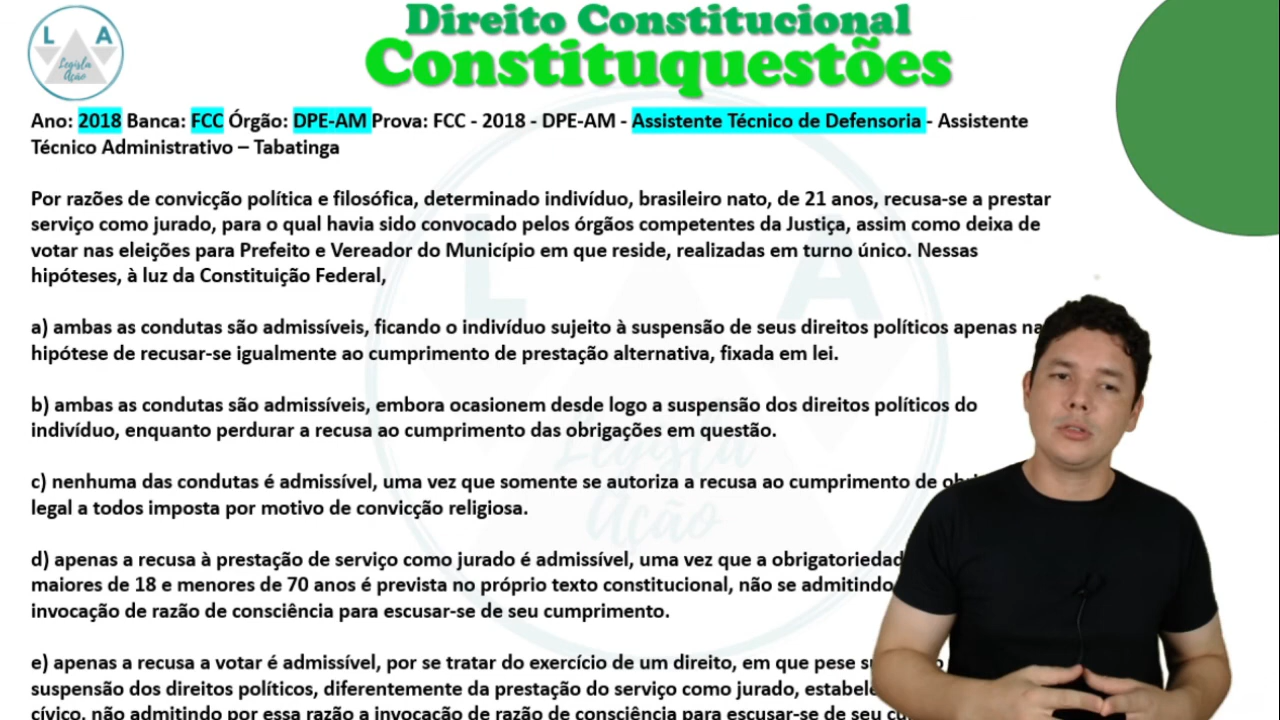 L A
Legisla
Ação
Direito Constitucional
Constituquestões
Ano: 2018 Banca: FCC Órgão: DPE-AM Prova: FCC - 2018 - DPE-AM - Assistente Técnico de Defensoria - Assistente
Técnico Administrativo – Tabatinga
Por razões de convicção política e filosófica, determinado indivíduo, brasileiro nato, de 21 anos, recusa-se a prestar
serviço como jurado, para o qual havia sido convocado pelos órgãos competentes da Justiça, assim como deixa de
votar nas eleições para Prefeito e Vereador do Município em que reside, realizadas em turno único. Nessas
hipóteses, à luz da Constituição Federal,
a) ambas as condutas são admissíveis, ficando o indivíduo sujeito à suspensão de seus direitos políticos apenas na
hipótese de recusar-se igualmente ao cumprimento de prestação alternativa, fixada em lei.
b) ambas as condutas são admissíveis, embora ocasionem desde logo a suspensão dos direitos políticos do
indivíduo, enquanto perdurar a recusa ao cumprimento das obrigações em questão.
c) nenhuma das condutas é admissível, uma vez que somente se autoriza a recusa ao cumprimento de
legal a todos imposta por motivo de convicção religiosa.
d) apenas a recusa à prestação de serviço como jurado é admissível, uma vez que a
maiores de 18 e menores de 70 anos é prevista no próprio texto constitucional, não se admitindo
invocação de razão de consciência para escusar-se de seu cumprimento.
e) apenas a recusa a votar é admissível, por se tratar do exercício de um direito, em que pese
suspensão dos direitos políticos, diferentemente da prestação do serviço como jurado,
cívico, não admitindo por essa razão a invocação de razão de consciência para escusar-se de seu